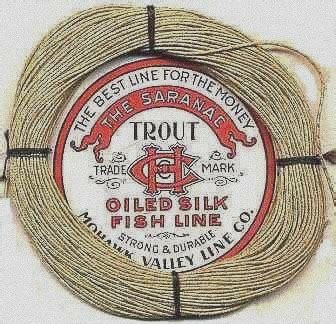 THE BEST LINE FOR THE MONEY
THE SARANAC
TROUT
TRADE MARK
OILED SILK
FISH LINE
STRONG & DURABLE
MOHAWK VALLEY LINE CO.